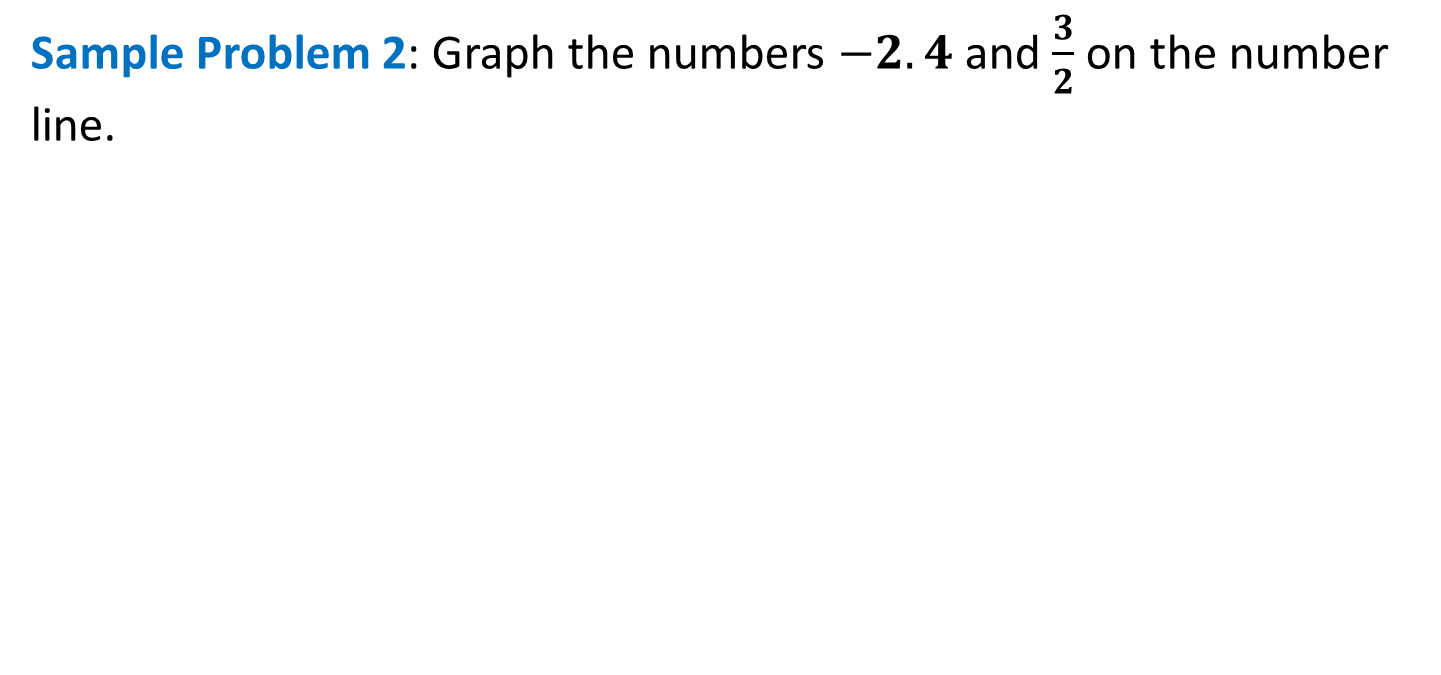 Sample Problem 2: Graph the numbers −2.4 and 3/2 on the number
line.